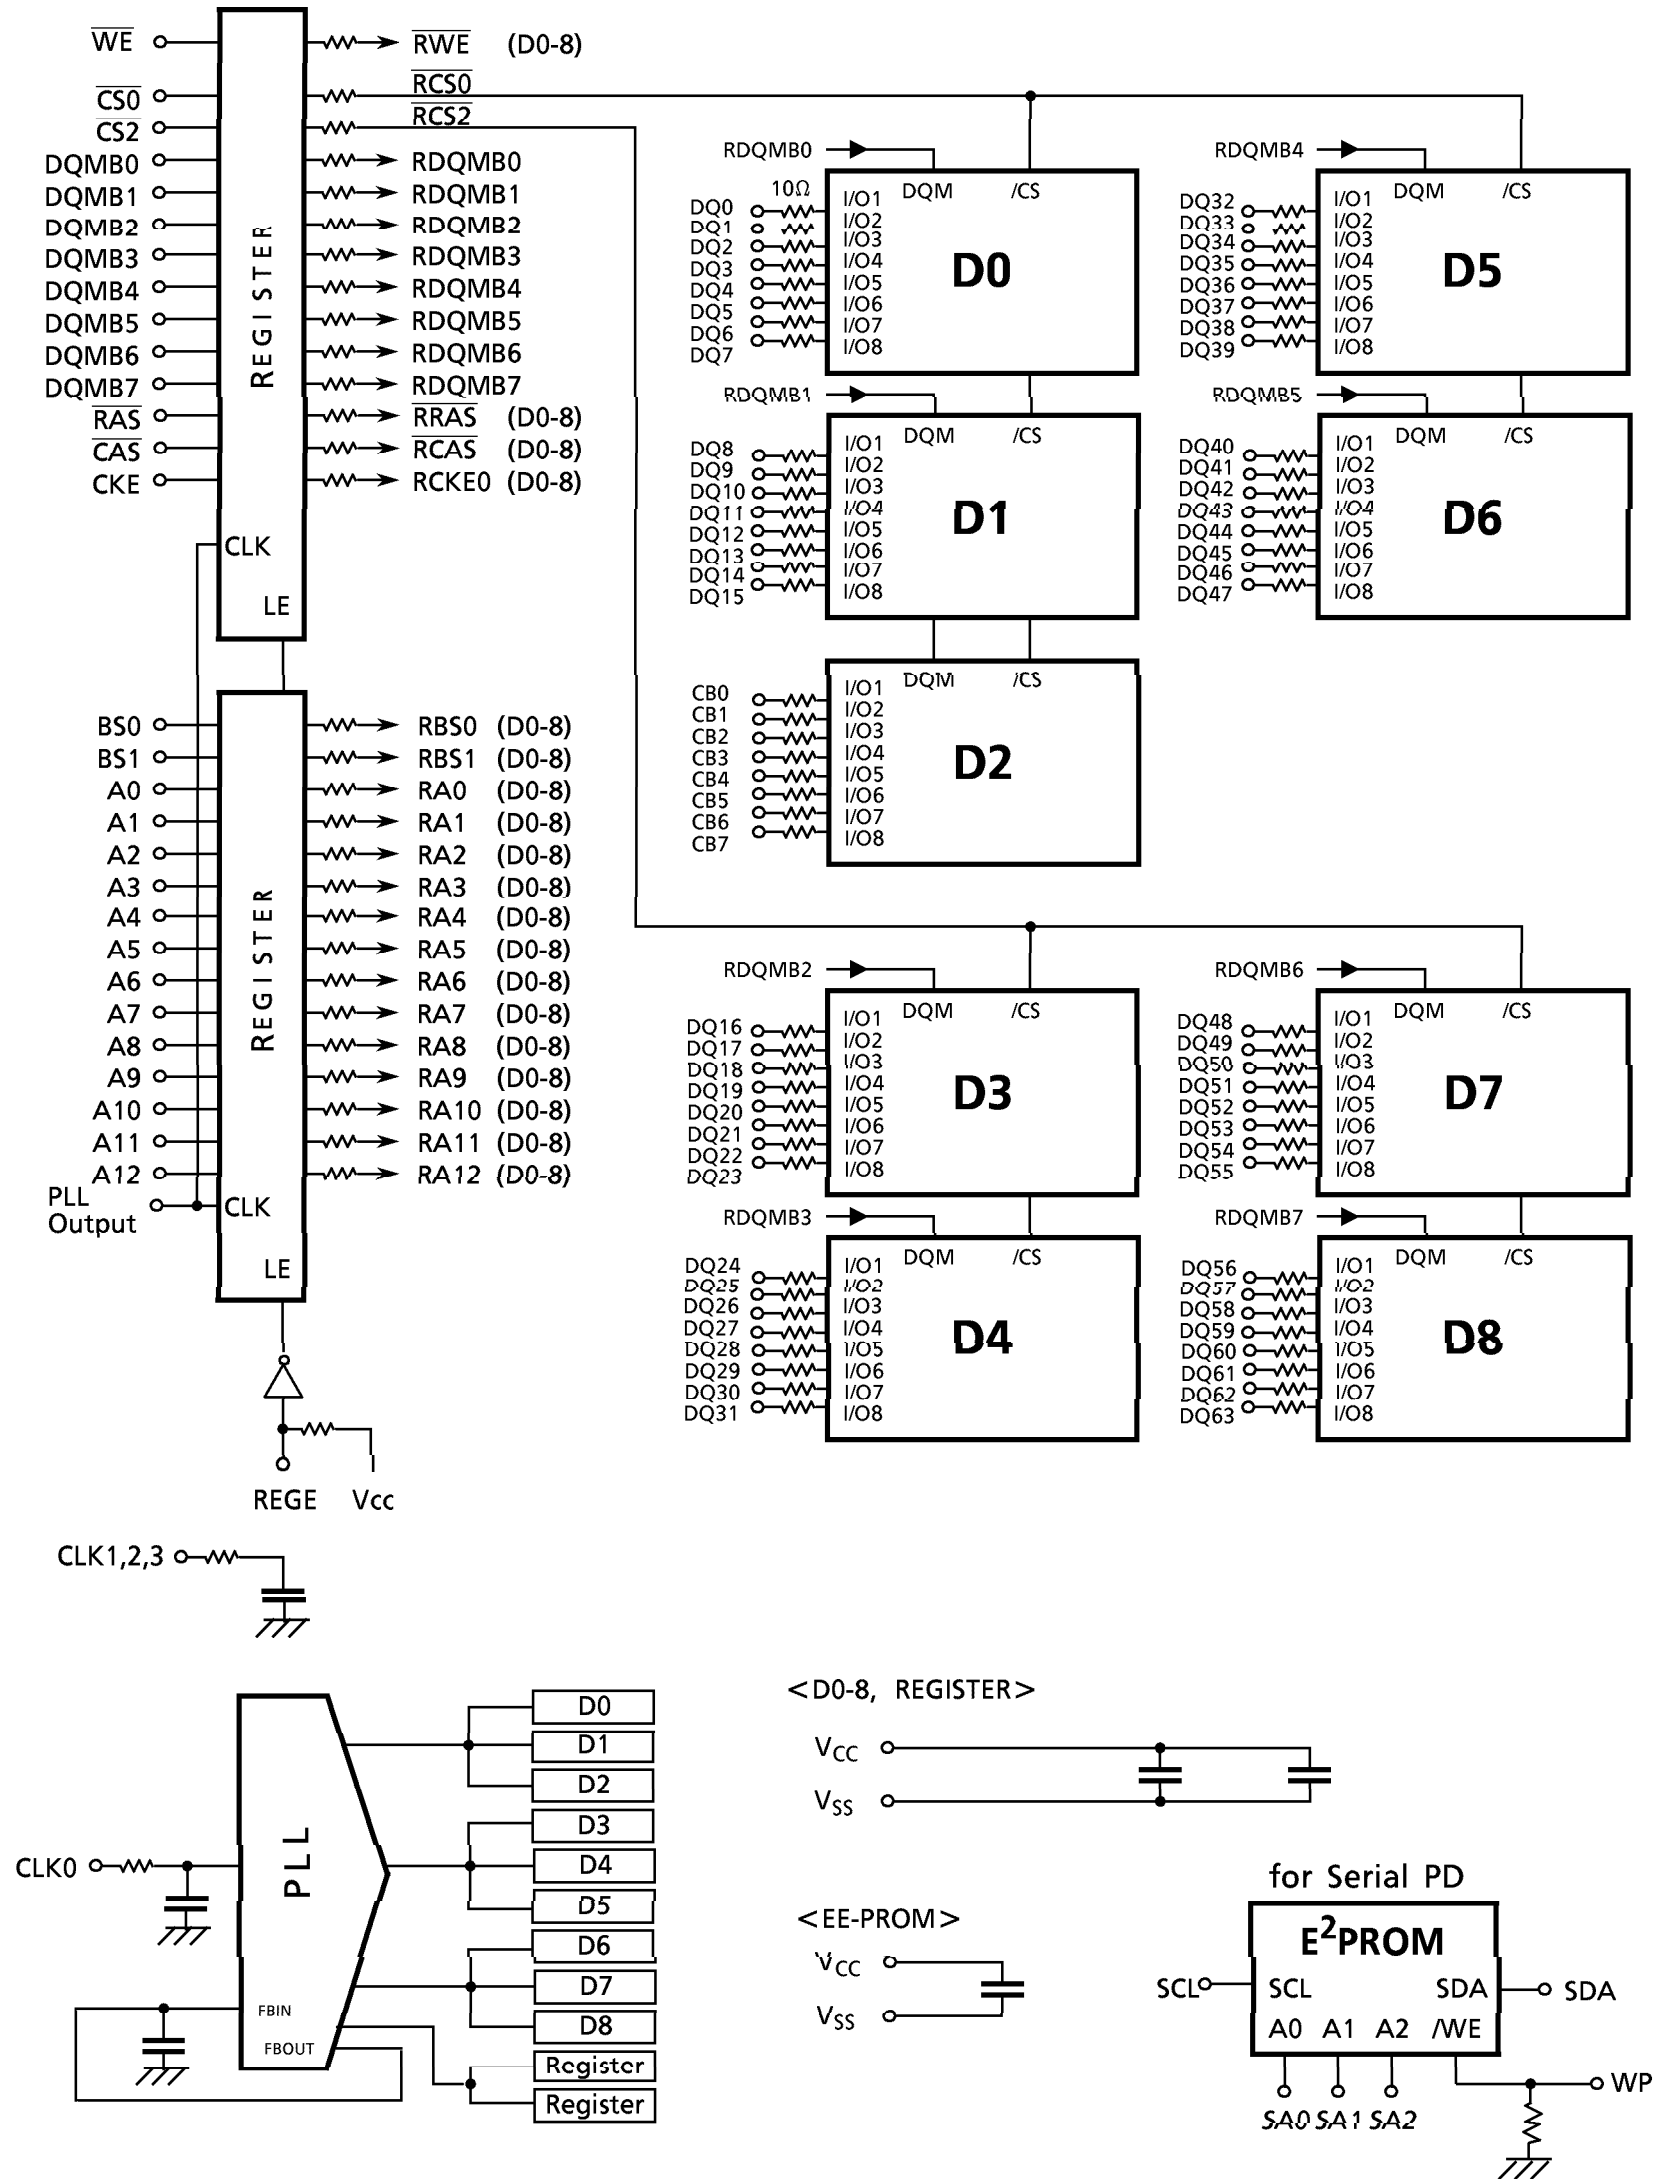 WE RWE (D0-8)
CS0 RCS0
CS2 RCS2
DQMB0 RDQMB0
DQMB1 RDQMB1
DQMB2 RDQMB2
DQMB3 RDQMB3
DQMB4 RDQMB4
DQMB5 RDQMB5
DQMB6 RDQMB6
DQMB7 RDQMB7
RAS RRAS (D0-8)
CAS RCAS (D0-8)
CKE RCKE0 (D0-8)
REGISTER
CLK
LE
BS0 RBS0 (D0-8)
BS1 RBS1 (D0-8)
A0 RA0 (D0-8)
A1 RA1 (D0-8)
A2 RA2 (D0-8)
A3 RA3 (D0-8)
A4 RA4 (D0-8)
A5 RA5 (D0-8)
A6 RA6 (D0-8)
A7 RA7 (D0-8)
A8 RA8 (D0-8)
A9 RA9 (D0-8)
A10 RA10 (D0-8)
A11 RA11 (D0-8)
A12 RA12 (D0-8)
REGISTER
PLL
Output
CLK
LE
REGE Vcc
RDQMB0
10Ω DQM /CS
DQ0 I/O1
DQ1 I/O2
DQ2 I/O3
DQ3 I/O4
DQ4 I/O5
DQ5 I/O6
DQ6 I/O7
DQ7 I/O8
D0
RDQMB4
DQM /CS
DQ32 I/O1
DQ33 I/O2
DQ34 I/O3
DQ35 I/O4
DQ36 I/O5
DQ37 I/O6
DQ38 I/O7
DQ39 I/O8
D5
RDQMB1
DQM /CS
DQ8 I/O1
DQ9 I/O2
DQ10 I/O3
DQ11 I/O4
DQ12 I/O5
DQ13 I/O6
DQ14 I/O7
DQ15 I/O8
D1
RDQMB5
DQM /CS
DQ40 I/O1
DQ41 I/O2
DQ42 I/O3
DQ43 I/O4
DQ44 I/O5
DQ45 I/O6
DQ46 I/O7
DQ47 I/O8
D6
DQM /CS
CB0 I/O1
CB1 I/O2
CB2 I/O3
CB3 I/O4
CB4 I/O5
CB5 I/O6
CB6 I/O7
CB7 I/O8
D2
RDQMB2
DQM /CS
DQ16 I/O1
DQ17 I/O2
DQ18 I/O3
DQ19 I/O4
DQ20 I/O5
DQ21 I/O6
DQ22 I/O7
DQ23 I/O8
D3
RDQMB6
DQM /CS
DQ48 I/O1
DQ49 I/O2
DQ50 I/O3
DQ51 I/O4
DQ52 I/O5
DQ53 I/O6
DQ54 I/O7
DQ55 I/O8
D7
RDQMB3
DQM /CS
DQ24 I/O1
DQ25 I/O2
DQ26 I/O3
DQ27 I/O4
DQ28 I/O5
DQ29 I/O6
DQ30 I/O7
DQ31 I/O8
D4
RDQMB7
DQM /CS
DQ56 I/O1
DQ57 I/O2
DQ58 I/O3
DQ59 I/O4
DQ60 I/O5
DQ61 I/O6
DQ62 I/O7
DQ63 I/O8
D8
CLK1,2,3
CLK0
PLL
FBIN
FBOUT
D0
D1
D2
D3
D4
D5
D6
D7
D8
Register
Register
<D0-8, REGISTER>
VCC
VSS
<EE-PROM>
VCC
VSS
for Serial PD
E2PROM
SCL SCL SDA SDA
A0 A1 A2 /WE
WP
SA0 SA1 SA2